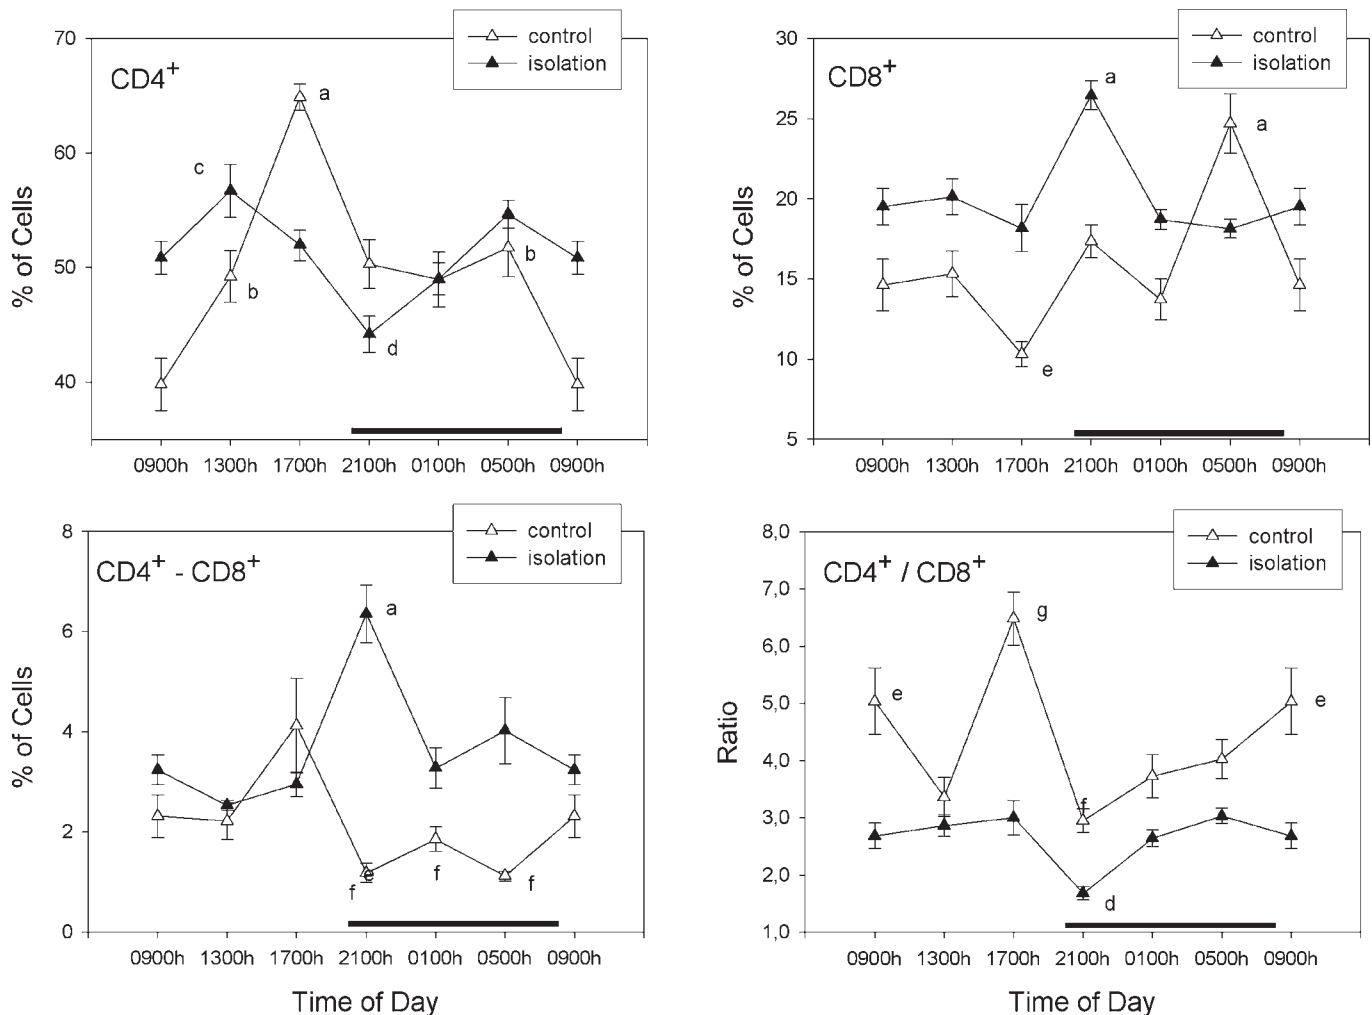 control
isolation
CD4+
70
60
50
40
% of Cells
a
b
c
d
b
0900h 1300h 1700h 2100h 0100h 0500h 0900h
control
isolation
CD8+
30
25
20
15
10
5
% of Cells
a
a
e
0900h 1300h 1700h 2100h 0100h 0500h 0900h
control
isolation
CD4+ - CD8+
8
6
4
2
0
% of Cells
a
f
e
f
f
0900h 1300h 1700h 2100h 0100h 0500h 0900h
Time of Day
control
isolation
CD4+ / CD8+
8,0
7,0
6,0
5,0
4,0
3,0
2,0
1,0
Ratio
e
g
f
d
e
0900h 1300h 1700h 2100h 0100h 0500h 0900h
Time of Day